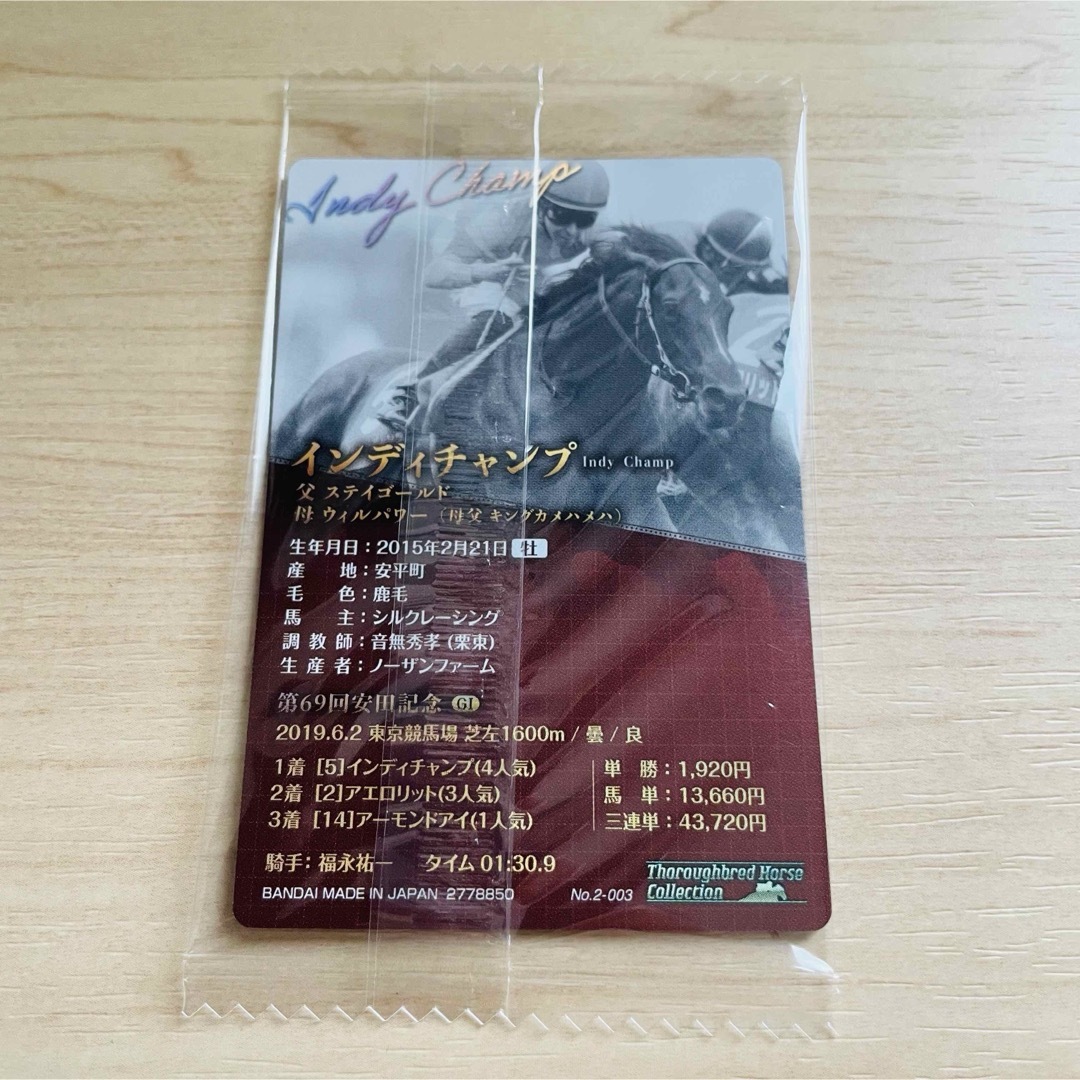 Indy Champ
インディチャンプ Indy Champ
父 ステイゴールド
母 ウィルパワー（母父 キングカメハメハ）
生年月日：2015年2月21日 牡
産　　地：安平町
毛　　色：鹿毛
馬　　主：シルクレーシング
調 教 師：音無秀孝 (栗東)
生 産 者：ノーザンファーム
第69回安田記念 GI
2019.6.2 東京競馬場 芝左1600m / 曇 / 良
1着 [5]インディチャンプ(4人気) 単　勝：1,920円
2着 [2]アエロリット(3人気) 馬　単：13,660円
3着 [14]アーモンドアイ(1人気) 三連単：43,720円
騎手：福永祐一　タイム 01:30.9
BANDAI MADE IN JAPAN 2778850 No.2-003
Thoroughbred Horse
Collection